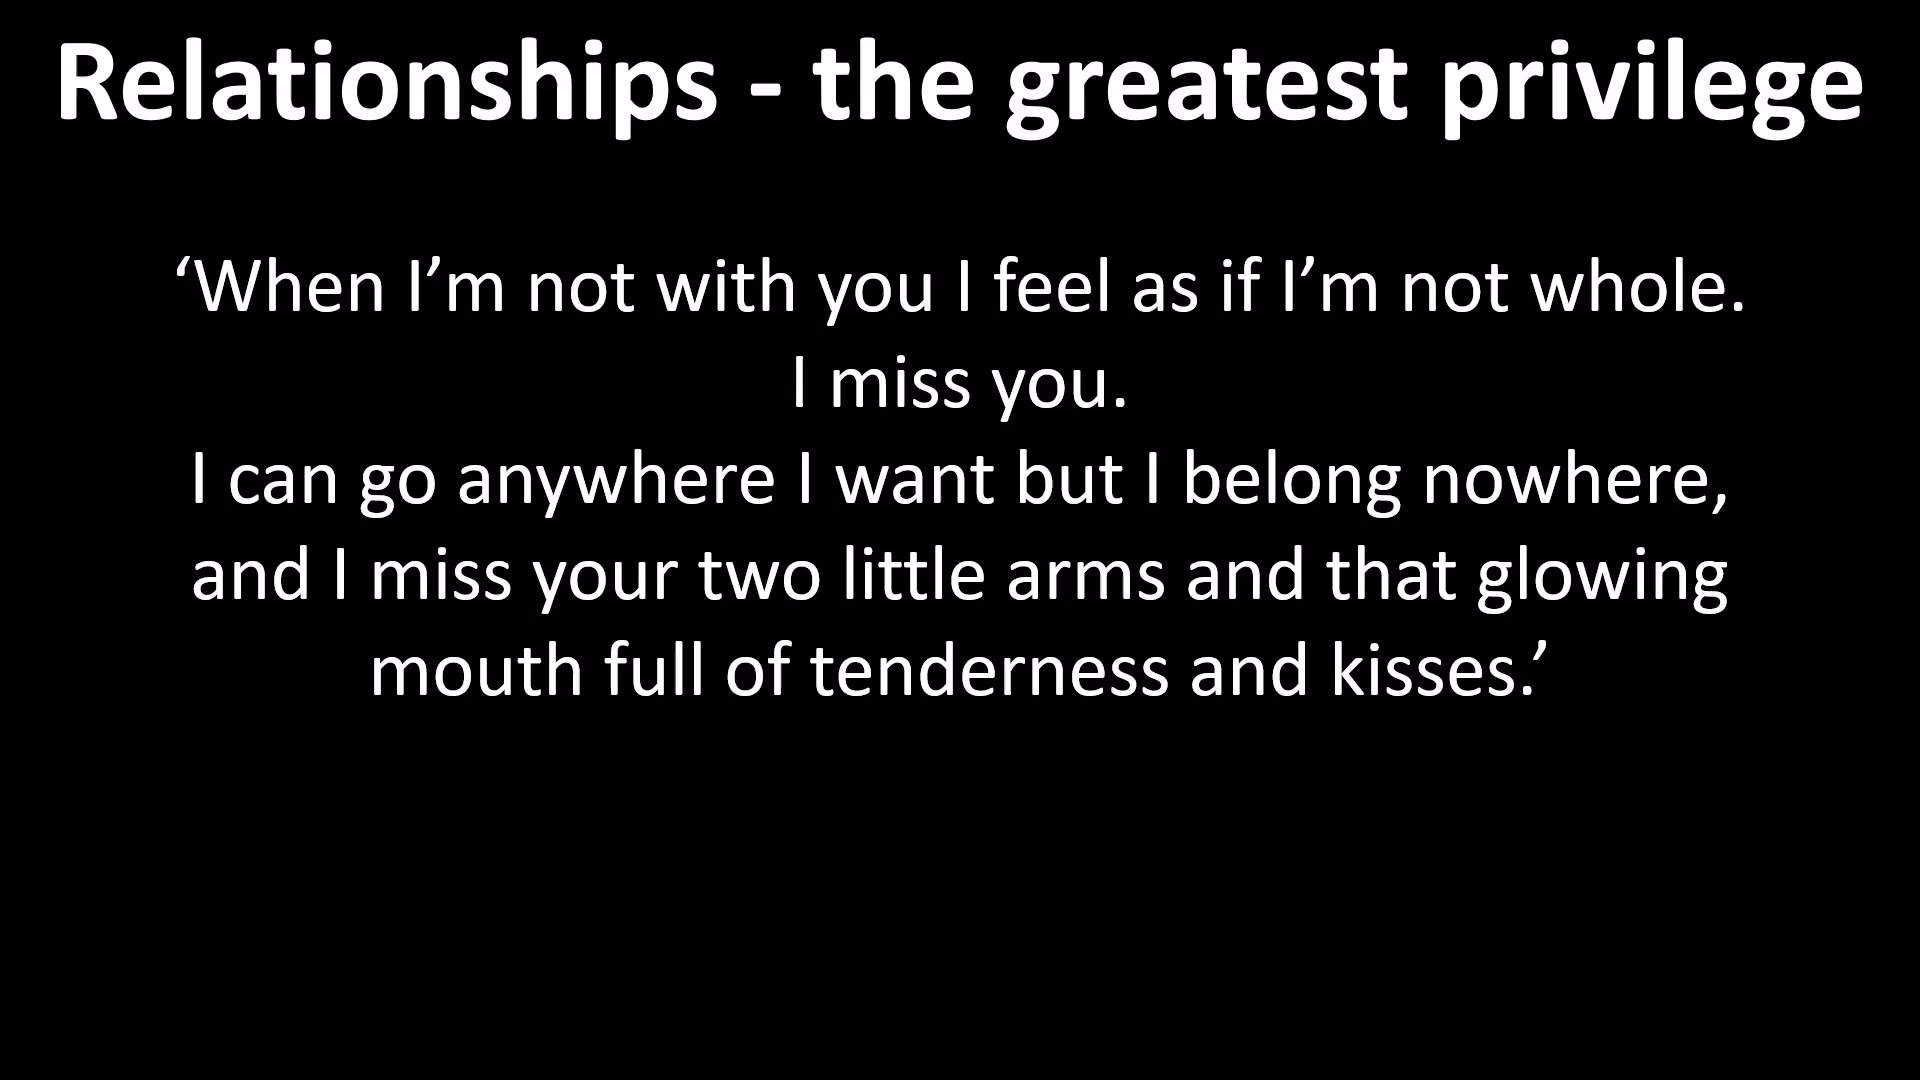 Relationships - the greatest privilege
‘When I’m not with you I feel as if I’m not whole.
I miss you.
I can go anywhere I want but I belong nowhere,
and I miss your two little arms and that glowing
mouth full of tenderness and kisses.’